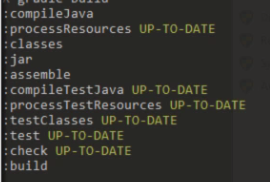 gradle build
:compileJava
:processResources UP-TO-DATE
:classes
:jar
:assemble
:compileTestJava UP-TO-DATE
:processTestResources UP-TO-DATE
:testClasses UP-TO-DATE
:test UP-TO-DATE
:check UP-TO-DATE
:build